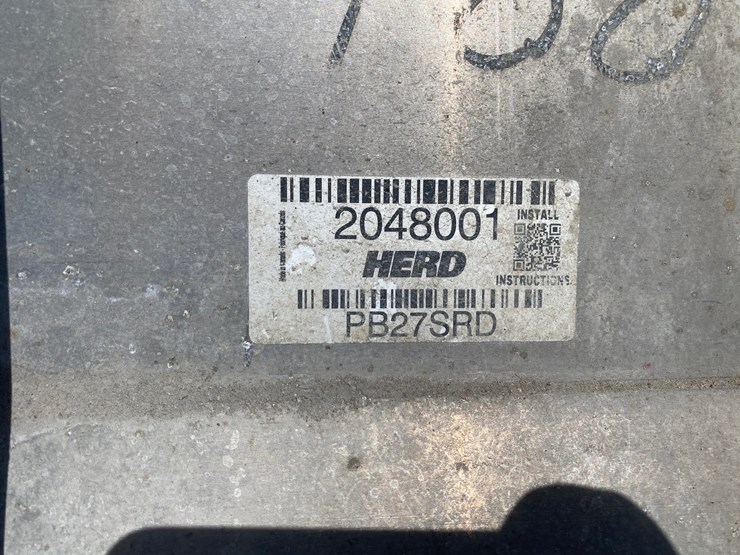 2048001
INSTALL
HERD
INSTRUCTIONS
PB27SRD